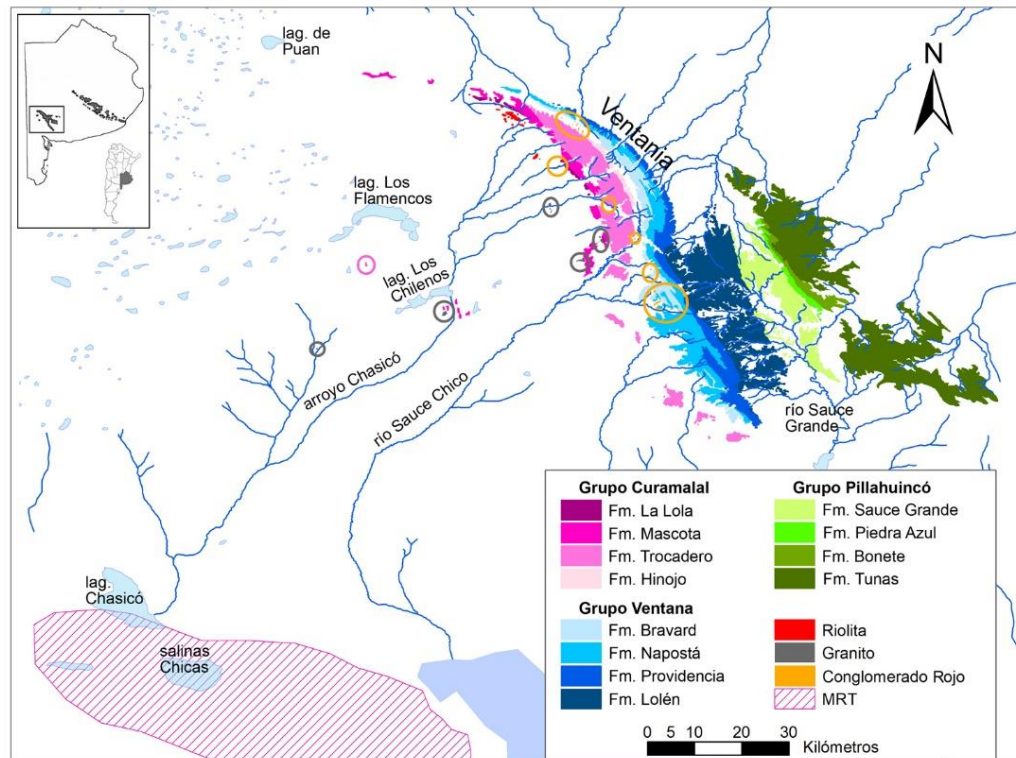 lag. de
Puan
N
Ventania
lag. Los
Flamencos
lag. Los
Chilenos
arroyo Chasicó
río Sauce Chico
río Sauce
Grande
lag.
Chasicó
salinas
Chicas
Grupo Curamalal
Fm. La Lola
Fm. Mascota
Fm. Trocadero
Fm. Hinojo
Grupo Ventana
Fm. Bravard
Fm. Napostá
Fm. Providencia
Fm. Lolén
Grupo Pillahuincó
Fm. Sauce Grande
Fm. Piedra Azul
Fm. Bonete
Fm. Tunas
Riolita
Granito
Conglomerado Rojo
MRT
0 5 10 20 30
Kilómetros